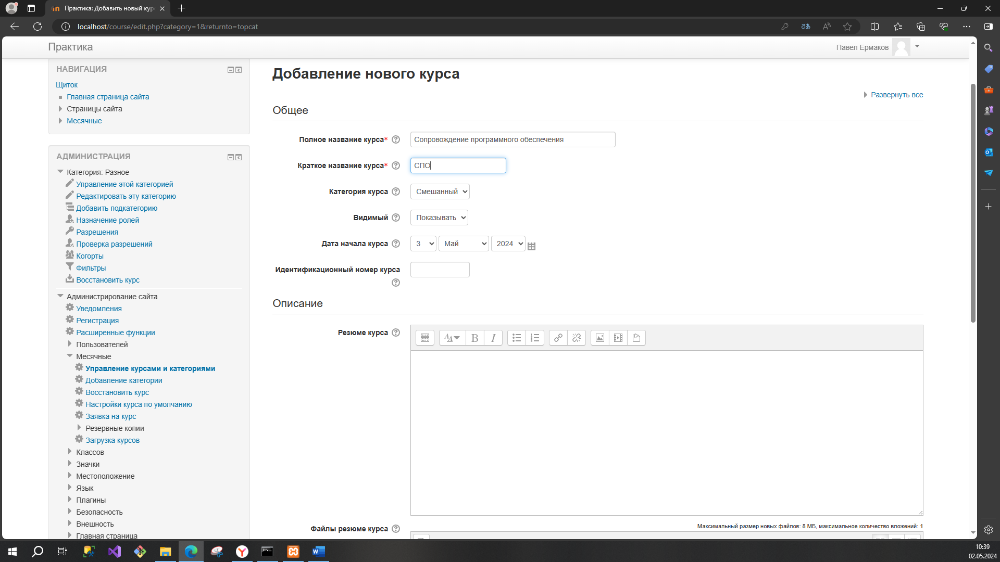 Практика: Добавить новый кур
localhost/course/edit.php?category=1&returnto=topcat
Практика
Павел Ермаков
НАВИГАЦИЯ
Щиток
Главная страница сайта
Страницы сайта
Месячные
АДМИНИСТРАЦИЯ
Категория: Разное
Управление этой категорией
Редактировать эту категорию
Добавить подкатегорию
Назначение ролей
Разрешения
Проверка разрешений
Когорты
Фильтры
Восстановить курс
Администрирование сайта
Уведомления
Регистрация
Расширенные функции
Пользователей
Месячные
Управление курсами и категориями
Добавление категории
Восстановить курс
Настройки курса по умолчанию
Заявка на курс
Резервные копии
Загрузка курсов
Классов
Значки
Местоположение
Язык
Плагины
Безопасность
Внешность
Главная страница
Добавление нового курса
Развернуть все
Общее
Полное название курса* Сопровождение программного обеспечения
Краткое название курса* СПО
Категория курса Смешанный
Видимый Показывать
Дата начала курса 3 Май 2024
Идентификационный номер курса
Описание
Резюме курса
Максимальный размер новых файлов: 8 МБ, максимальное количество вложений: 1
Файлы резюме курса
10:39
02.05.2024